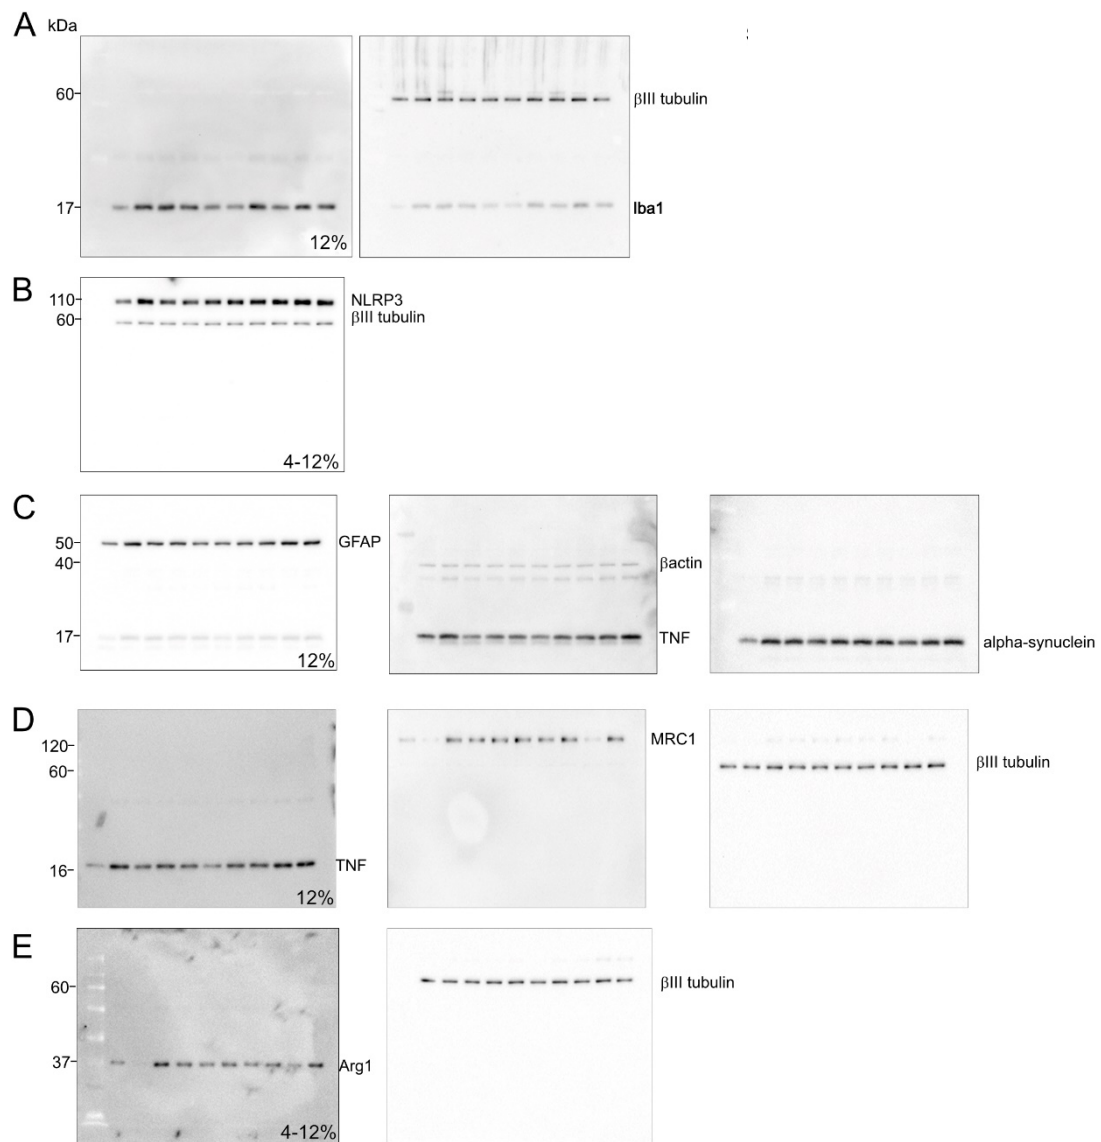 A kDa
60-
βIII tubulin
17-
Iba1
12%
B
110-
NLRP3
60-
βIII tubulin
4-12%
C
50-
GFAP
40-
βactin
17-
TNF
alpha-synuclein
12%
D
120-
MRC1
60-
βIII tubulin
16-
TNF
12%
E
60-
βIII tubulin
37-
Arg1
4-12%